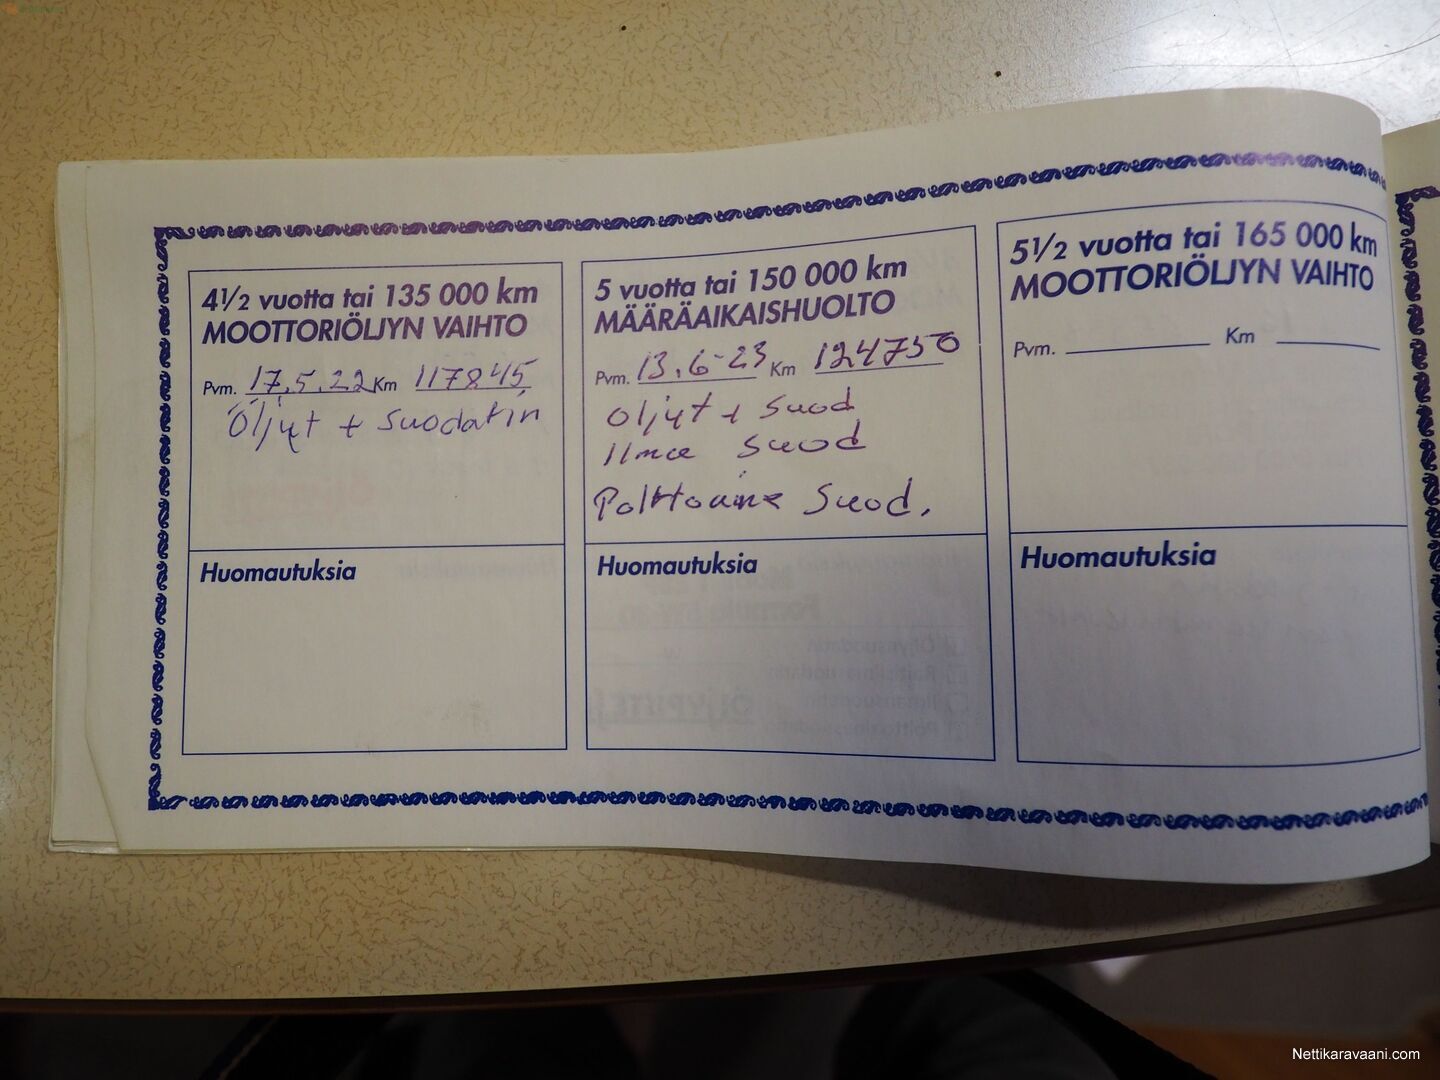 4½ vuotta tai 135 000 km
MOOTTORIÖLJYN VAIHTO
Pvm. 17.5.22 Km 117845
Öljyt + suodatin
Huomautuksia
5 vuotta tai 150 000 km
MÄÄRÄAIKAISHUOLTO
Pvm. 13.6-23 Km 124750
Öljyt + Suod
Ilma Suod
Polttoaine Suod.
Huomautuksia
5½ vuotta tai 165 000 km
MOOTTORIÖLJYN VAIHTO
Pvm. Km
Huomautuksia
Nettikaravaani.com